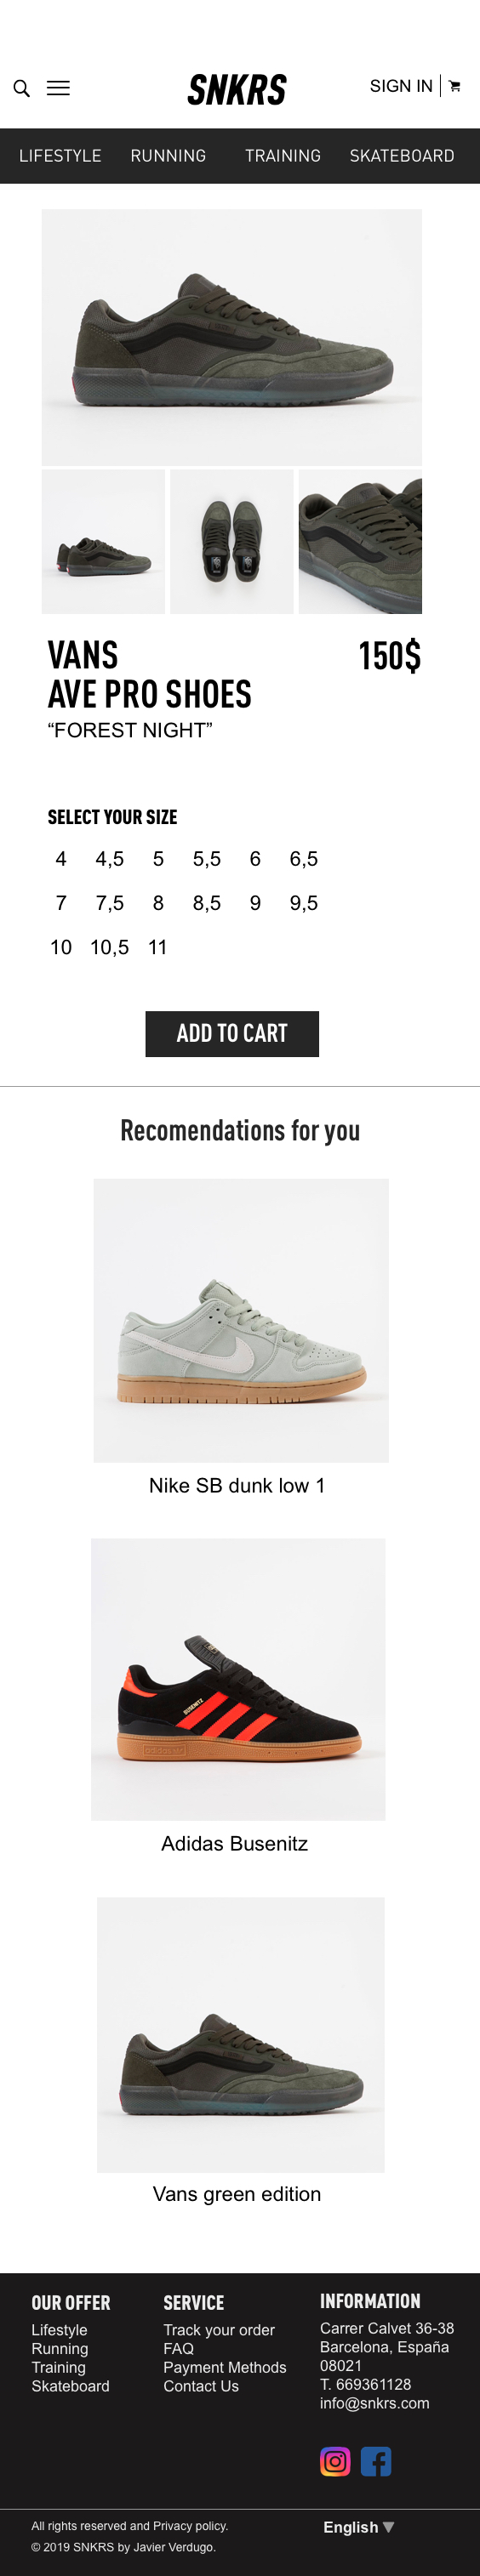 SNKRS
SIGN IN
LIFESTYLE RUNNING TRAINING SKATEBOARD
VANS
AVE PRO SHOES
150$
“FOREST NIGHT”
SELECT YOUR SIZE
4 4,5 5 5,5 6 6,5
7 7,5 8 8,5 9 9,5
10 10,5 11
ADD TO CART
Recomendations for you
Nike SB dunk low 1
BUSENITZ
Adidas Busenitz
Vans green edition
OUR OFFER
Lifestyle
Running
Training
Skateboard
SERVICE
Track your order
FAQ
Payment Methods
Contact Us
INFORMATION
Carrer Calvet 36-38
Barcelona, España
08021
T. 669361128
info@snkrs.com
All rights reserved and Privacy policy.
© 2019 SNKRS by Javier Verdugo.
English